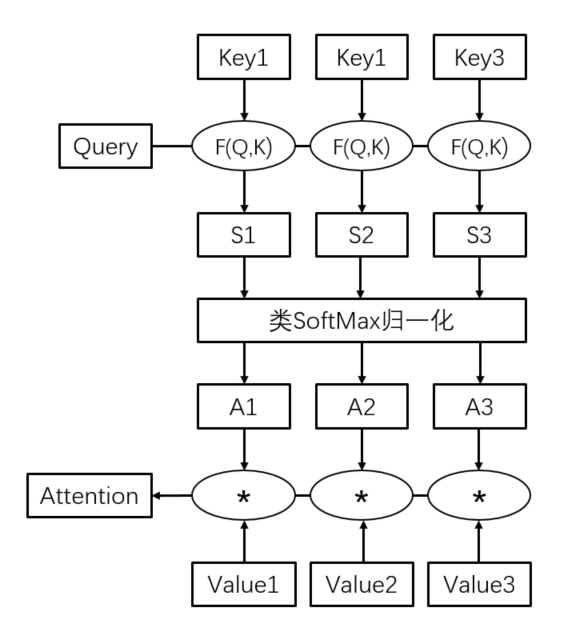 Key1 Key1 Key3
Query F(Q,K) F(Q,K) F(Q,K)
S1 S2 S3
类SoftMax归一化
A1 A2 A3
Attention * * *
Value1 Value2 Value3